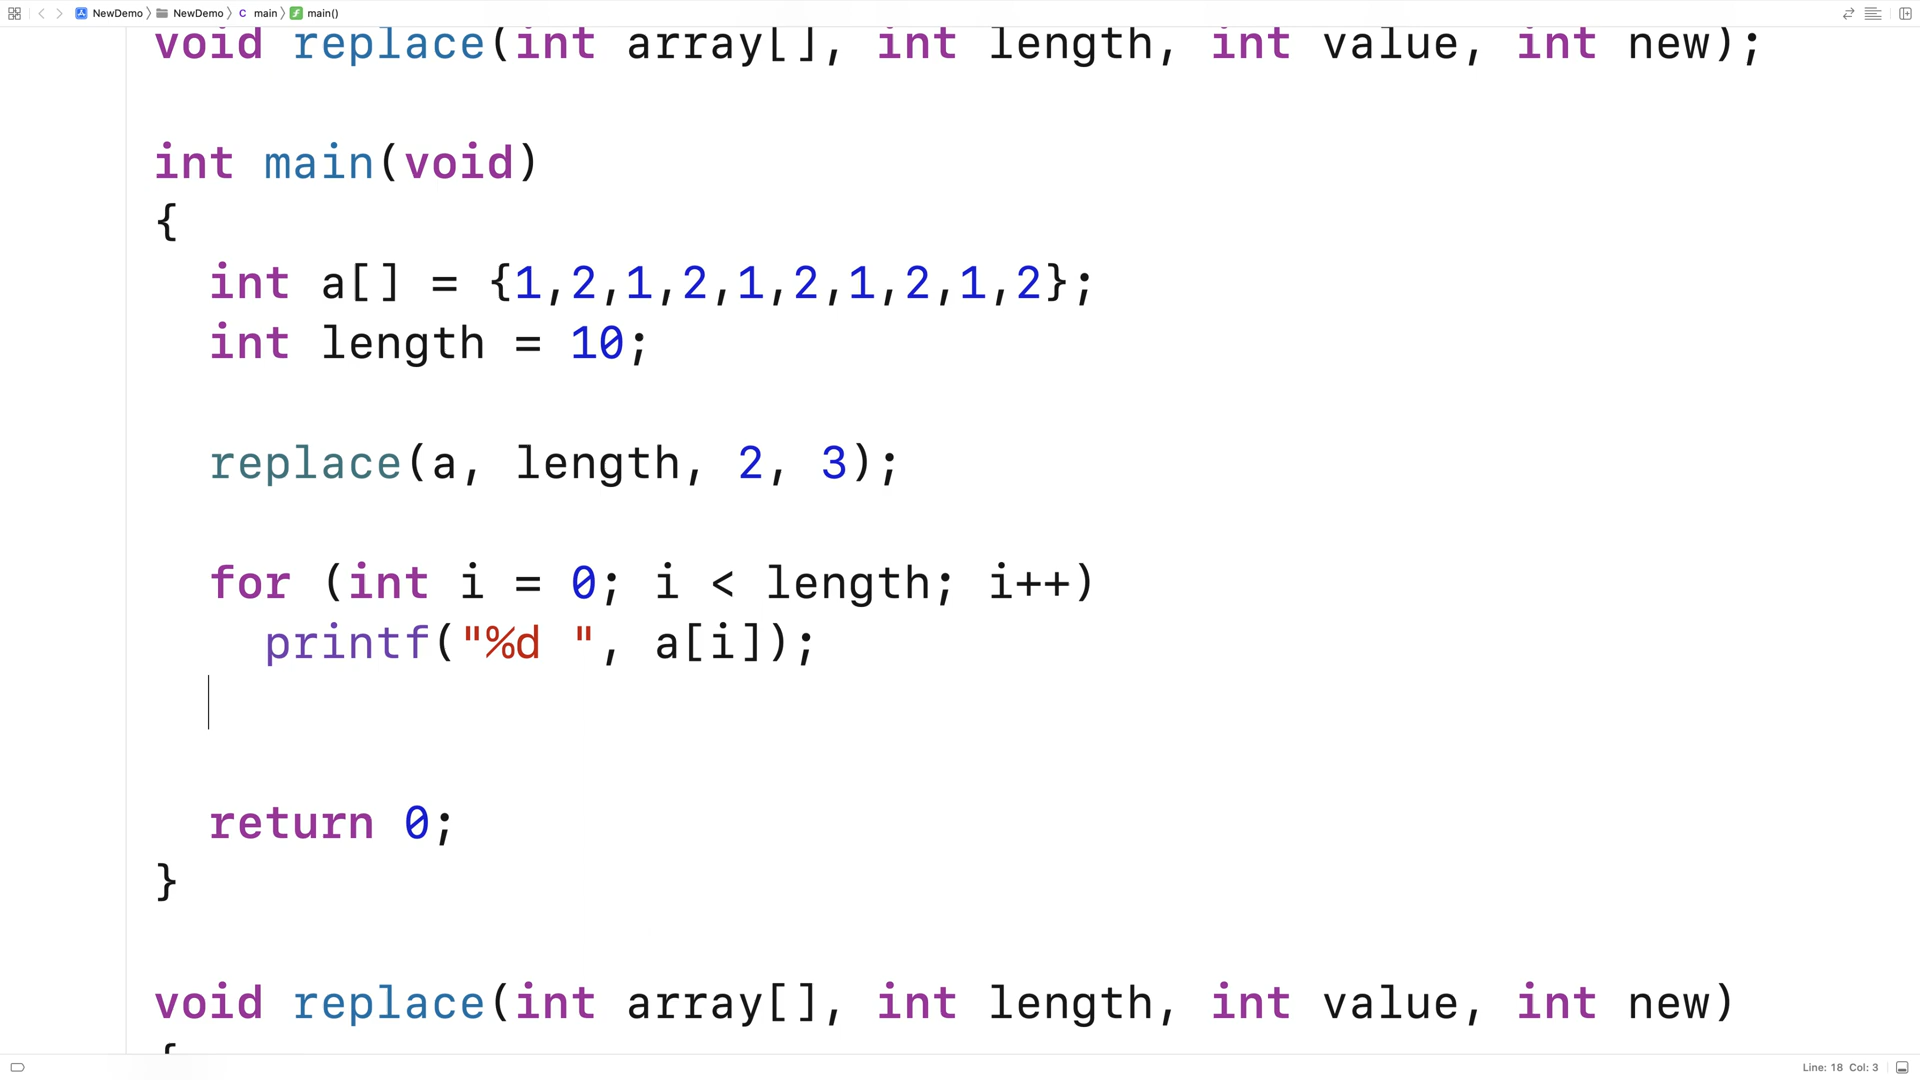 NewDemo NewDemo C main f main()
void replace(int array[], int length, int value, int new);
int main(void)
{
int a[] = {1,2,1,2,1,2,1,2,1,2};
int length = 10;
replace(a, length, 2, 3);
for (int i = 0; i < length; i++)
printf("%d ", a[i]);
return 0;
}
void replace(int array[], int length, int value, int new)
{
Line: 18 Col: 3